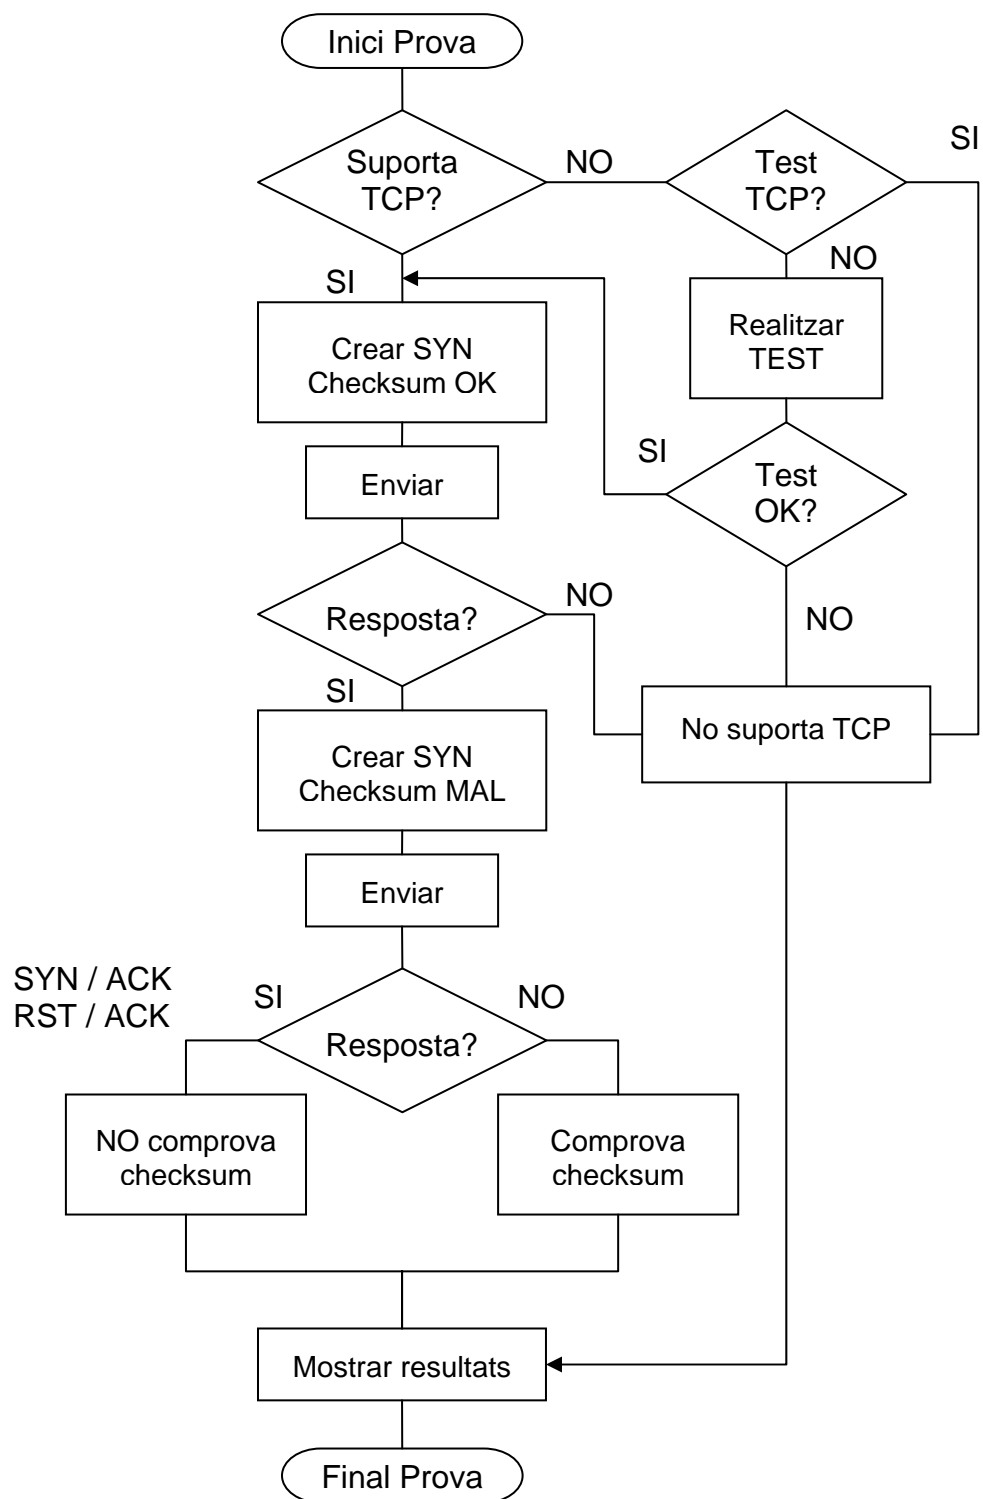 Inici Prova
Suporta
TCP?
NO
Test
TCP?
SI
SI
NO
Crear SYN
Checksum OK
Realitzar
TEST
Enviar
SI
Test
OK?
Resposta?
NO
NO
SI
Crear SYN
Checksum MAL
No suporta TCP
Enviar
SYN / ACK
RST / ACK
SI
NO
Resposta?
NO comprova
checksum
Comprova
checksum
Mostrar resultats
Final Prova